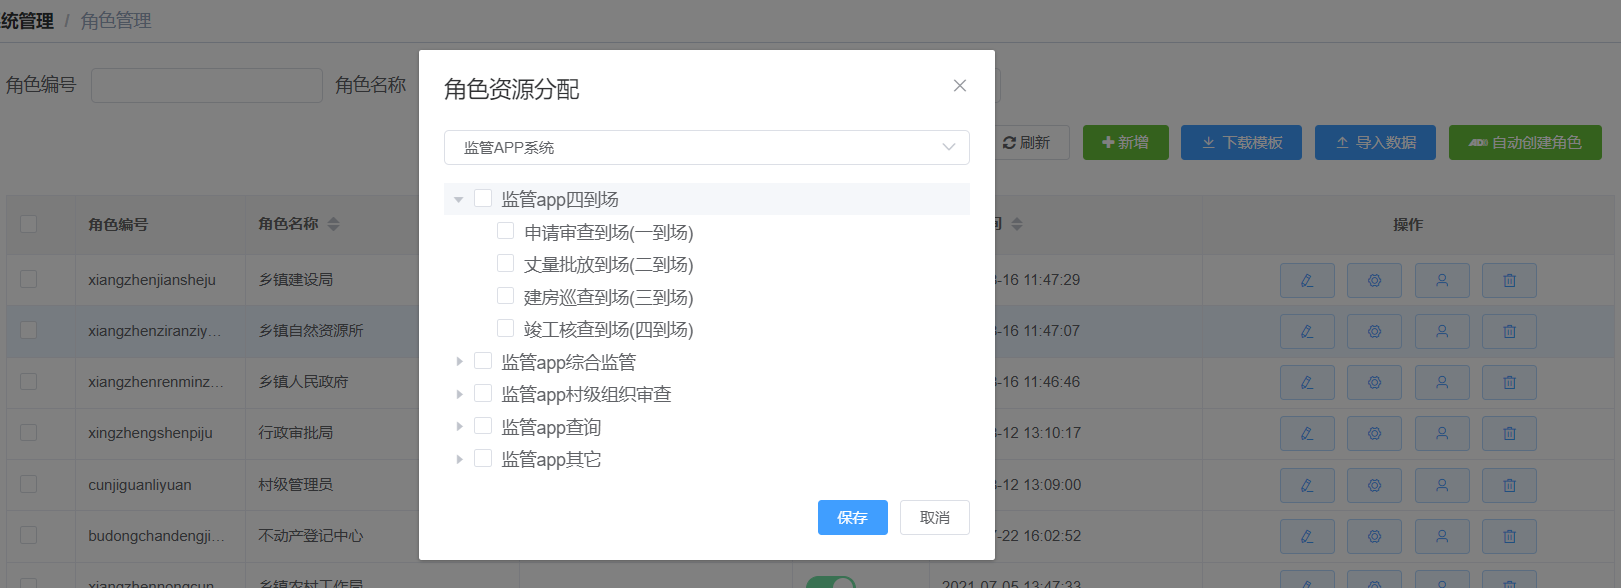 统管理 / 角色管理
角色编号 角色名称
角色资源分配
监管APP系统
刷新 新增 下载模板 导入数据 自动创建角色
监管app四到场
申请审查到场(一到场)
丈量批放到场(二到场)
建房巡查到场(三到场)
竣工核查到场(四到场)
监管app综合监管
监管app村级组织审查
监管app查询
监管app其它
保存 取消
角色编号 角色名称 间 操作
xiangzhenjiansheju 乡镇建设局 -16 11:47:29
xiangzhenziranziy... 乡镇自然资源所 -16 11:47:07
xiangzhenrenminz... 乡镇人民政府 -16 11:46:46
xingzhengshenpiju 行政审批局 -12 13:10:17
cunjiguanliyuan 村级管理员 -12 13:09:00
budongchandengji... 不动产登记中心 -22 16:02:52
xiangzhennongcun 乡镇农村工作局 2021-07-05 13:47:33